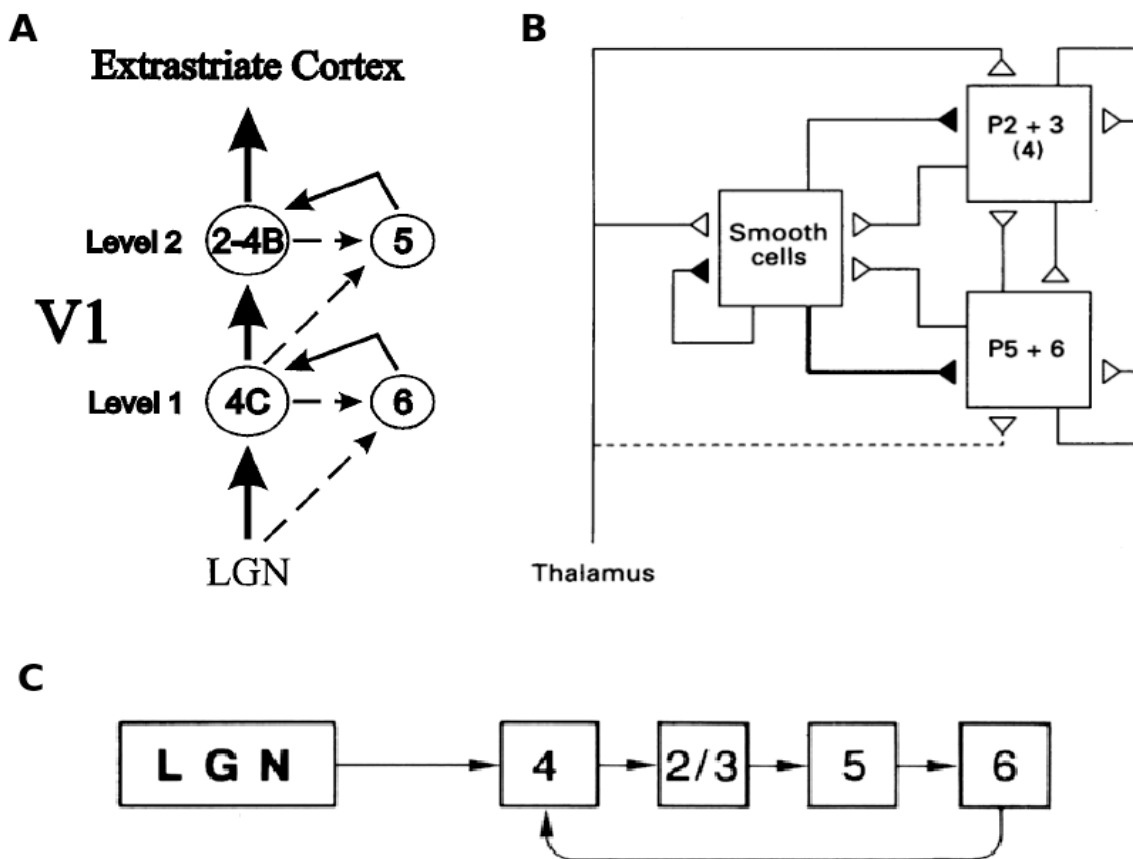 A
Extrastriate Cortex
Level 2
2-4B
5
V1
Level 1
4C
6
LGN
B
P2 + 3
(4)
Smooth
cells
P5 + 6
Thalamus
C
L G N
4
2/3
5
6